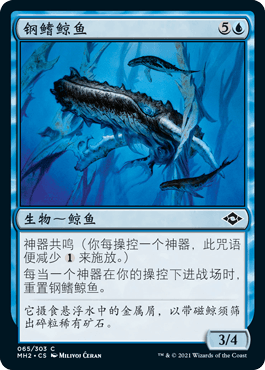 钢鳍鲸鱼 5
生物～鲸鱼
神器共鸣（你每操控一个神器，此咒语
便减少 1 来施放。）
每当一个神器在你的操控下进战场时，
重置钢鳍鲸鱼。
它摄食悬浮水中的金属屑，以带磁鲸须筛
出碎粒稀有矿石。
3/4
065/303 C
MH2 • CS MILIVOJ ĆERAN
™ & © 2021 Wizards of the Coast